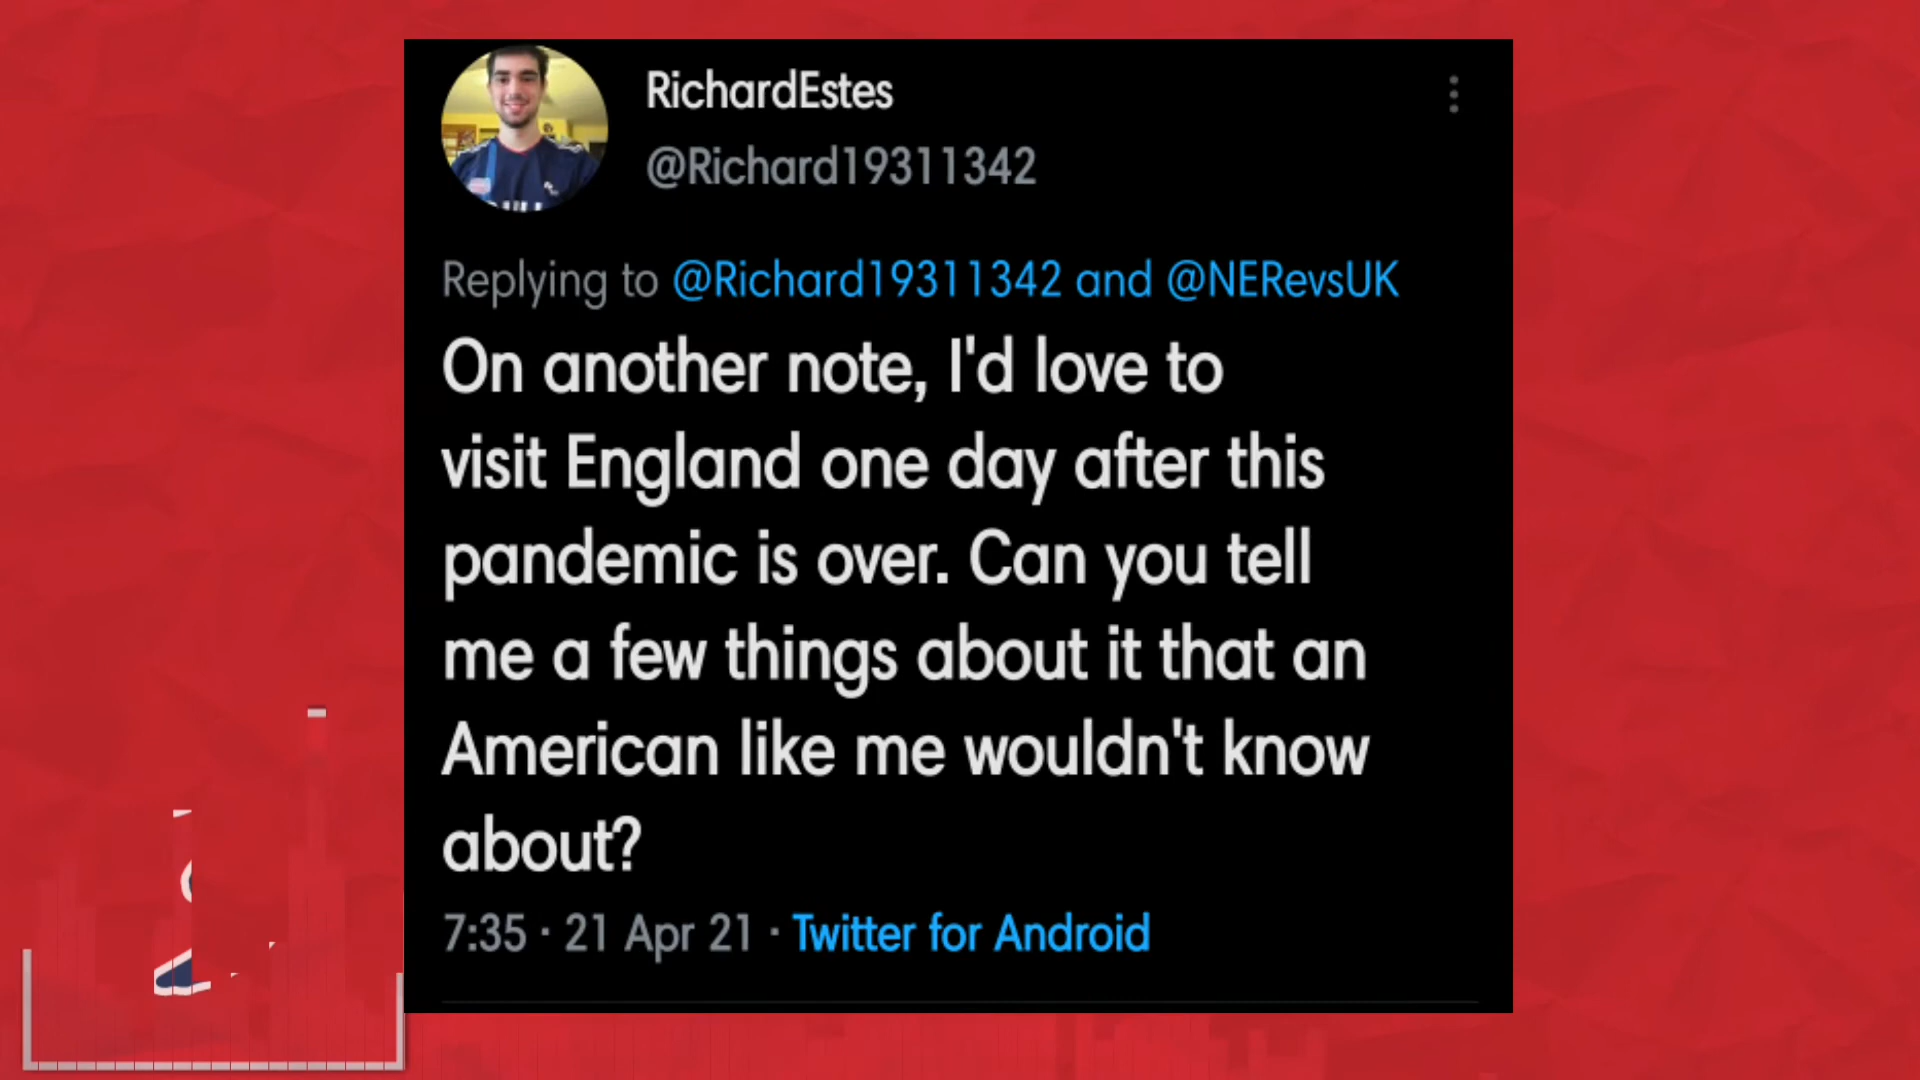 RichardEstes
@Richard19311342
Replying to @Richard19311342 and @NERevsUK
On another note, I'd love to
visit England one day after this
pandemic is over. Can you tell
me a few things about it that an
American like me wouldn't know
about?
7:35 · 21 Apr 21 · Twitter for Android